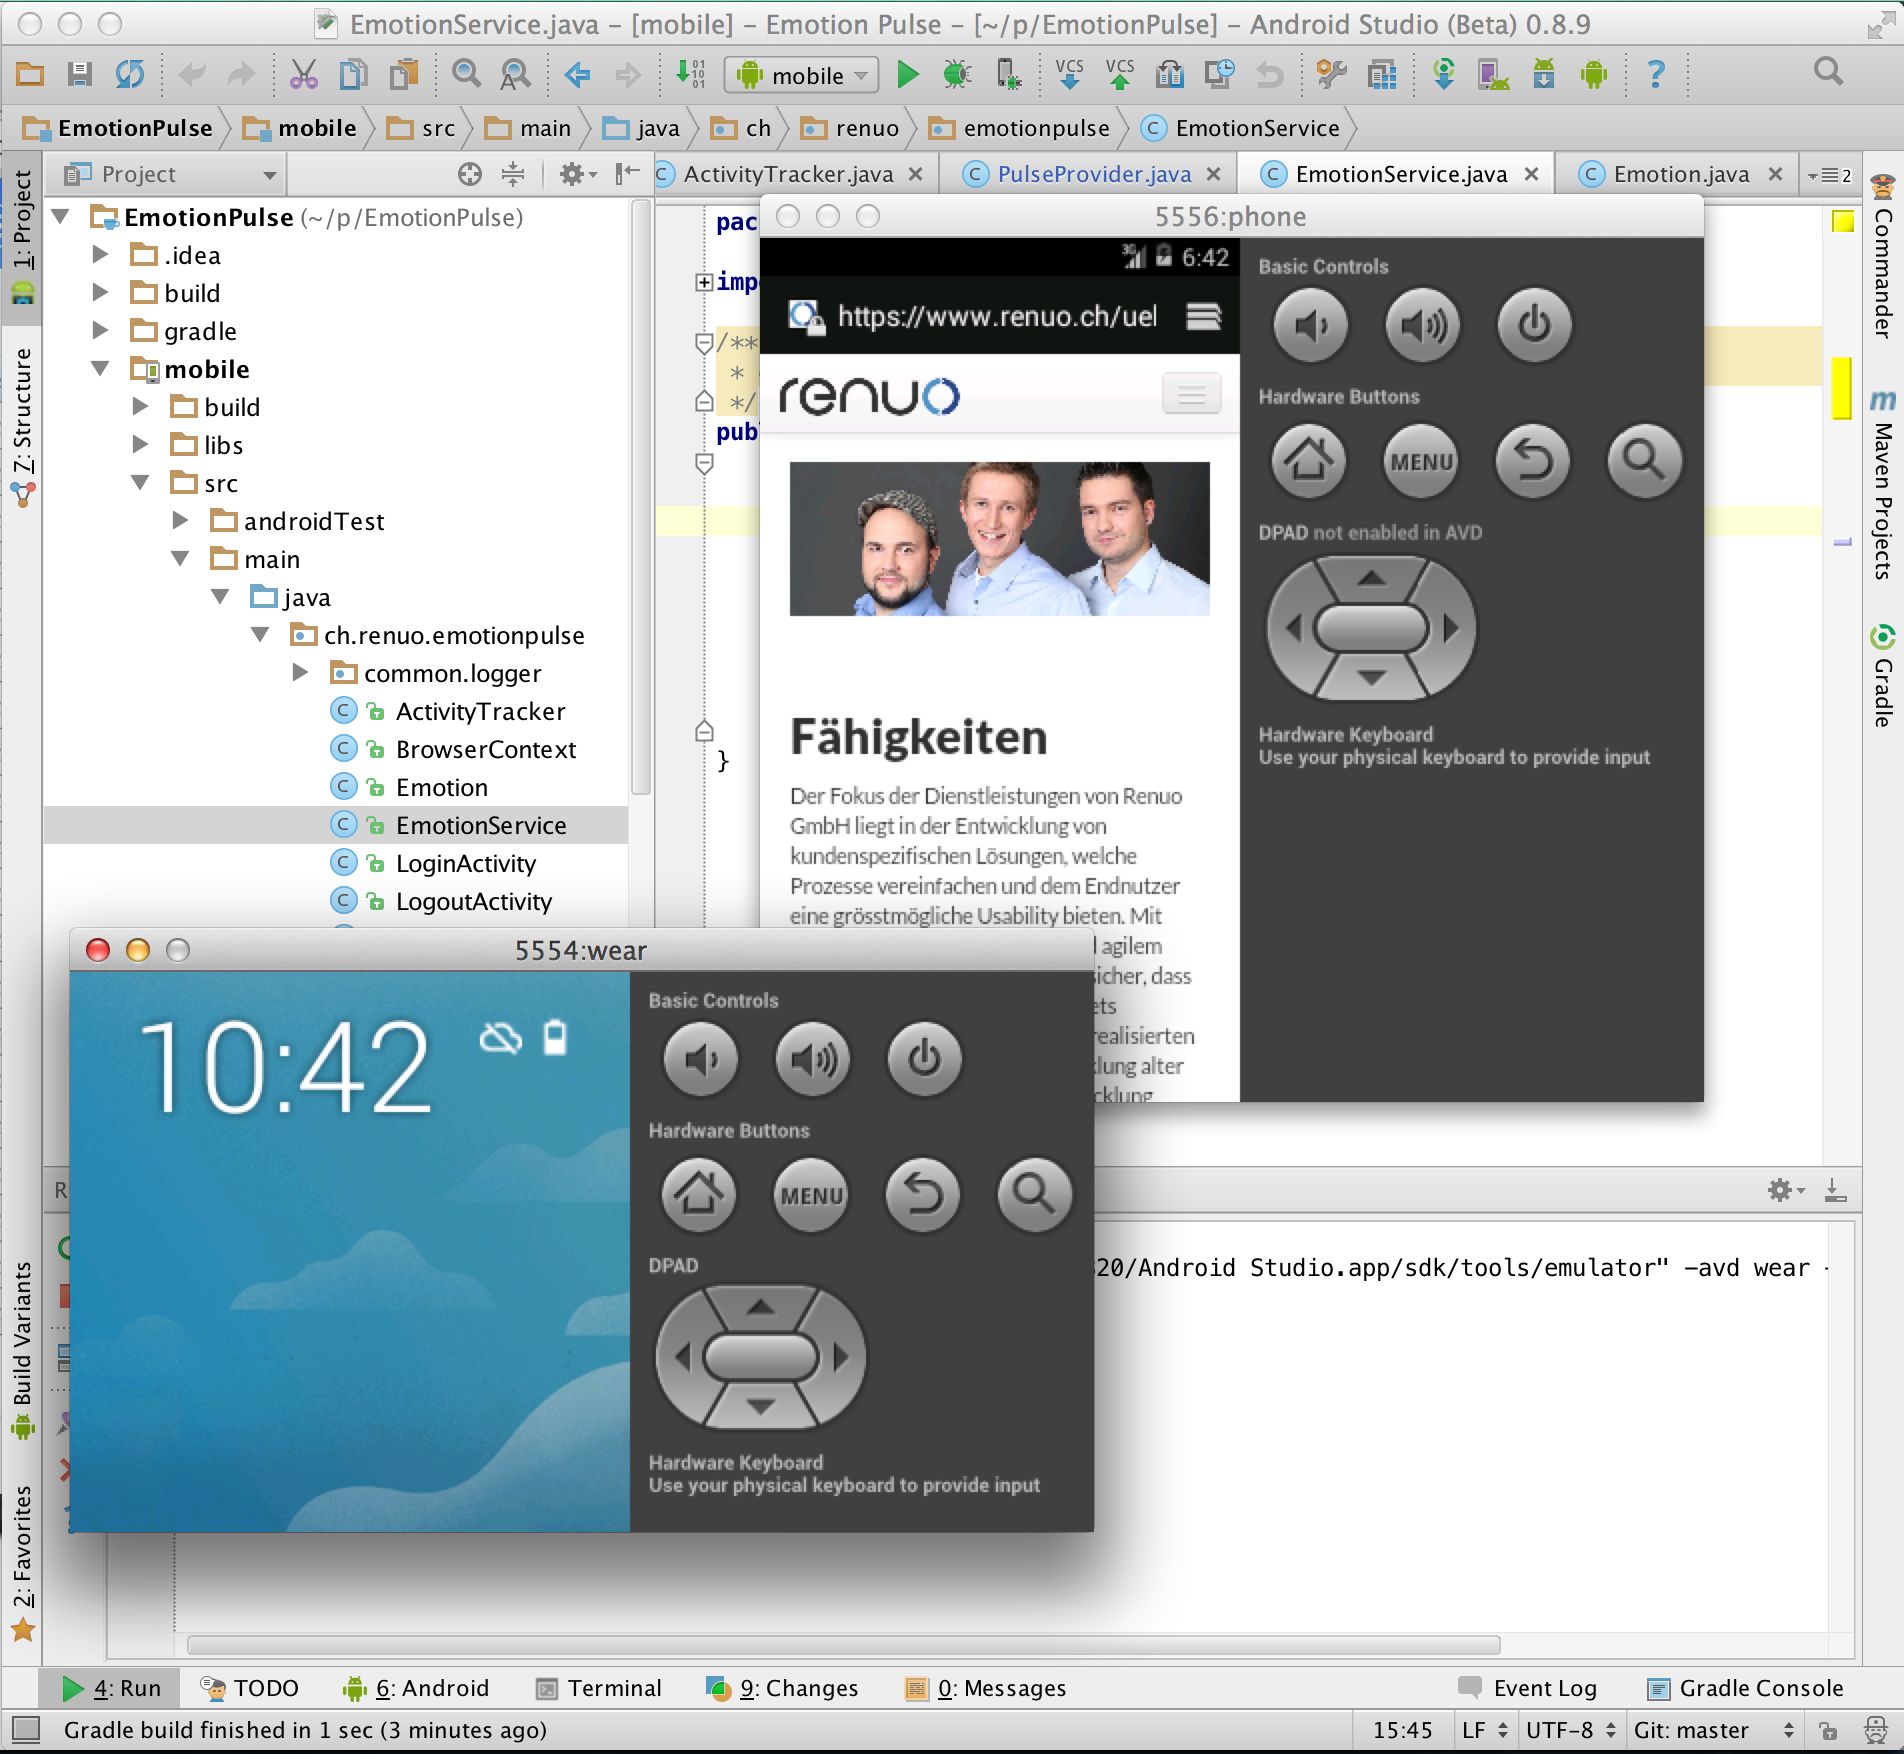 EmotionService.java – [mobile] – Emotion Pulse – [~/p/EmotionPulse] – Android Studio (Beta) 0.8.9
mobile
VCS
VCS
EmotionPulse
mobile
src
main
java
ch
renuo
emotionpulse
EmotionService
Project
ActivityTracker.java
PulseProvider.java
EmotionService.java
Emotion.java
2
1: Project
Z: Structure
Build Variants
2: Favorites
EmotionPulse (~/p/EmotionPulse)
.idea
build
gradle
mobile
build
libs
src
androidTest
main
java
ch.renuo.emotionpulse
common.logger
ActivityTracker
BrowserContext
Emotion
EmotionService
LoginActivity
LogoutActivity
pac
imp
/**
*
*/
pub
}
5556:phone
3G 6:42
https://www.renuo.ch/uel
renuo
Fähigkeiten
Der Fokus der Dienstleistungen von Renuo
GmbH liegt in der Entwicklung von
kundenspezifischen Lösungen, welche
Prozesse vereinfachen und dem Endnutzer
eine grösstmögliche Usability bieten. Mit
agilem
icher, dass
ets
realisierten
lung alter
cklung
Basic Controls
Hardware Buttons
MENU
DPAD not enabled in AVD
Hardware Keyboard
Use your physical keyboard to provide input
Commander
m
Maven Projects
Gradle
5554:wear
10:42
Basic Controls
Hardware Buttons
MENU
DPAD
Hardware Keyboard
Use your physical keyboard to provide input
R
20/Android Studio.app/sdk/tools/emulator" -avd wear -
4: Run
TODO
6: Android
Terminal
9: Changes
0: Messages
Event Log
Gradle Console
Gradle build finished in 1 sec (3 minutes ago)
15:45
LF
UTF-8
Git: master